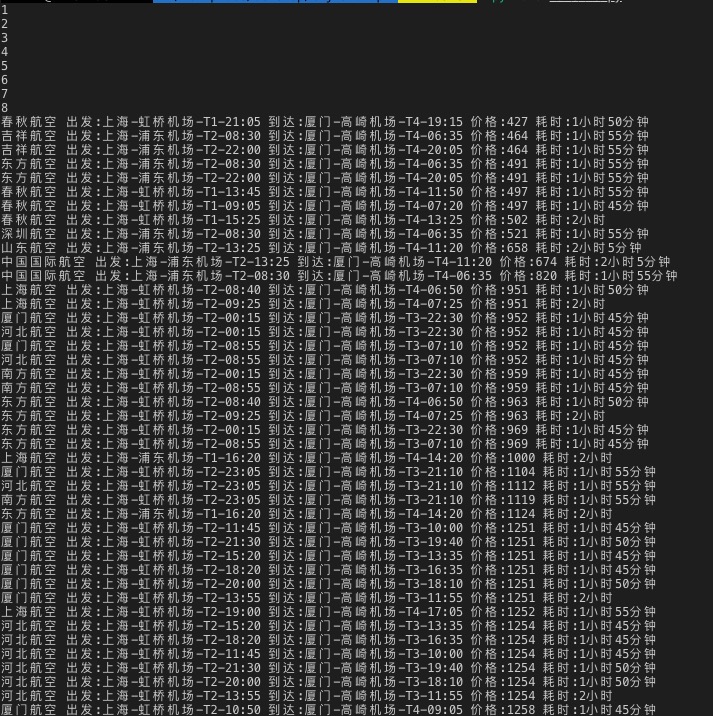 1
2
3
4
5
6
7
8
春秋航空 出发:上海-虹桥机场-T1-21:05 到达:厦门-高崎机场-T4-19:15 价格:427 耗时:1小时50分钟
吉祥航空 出发:上海-浦东机场-T2-08:30 到达:厦门-高崎机场-T4-06:35 价格:464 耗时:1小时55分钟
吉祥航空 出发:上海-浦东机场-T2-22:00 到达:厦门-高崎机场-T4-20:05 价格:464 耗时:1小时55分钟
东方航空 出发:上海-浦东机场-T2-08:30 到达:厦门-高崎机场-T4-06:35 价格:491 耗时:1小时55分钟
东方航空 出发:上海-浦东机场-T2-22:00 到达:厦门-高崎机场-T4-20:05 价格:491 耗时:1小时55分钟
春秋航空 出发:上海-虹桥机场-T1-13:45 到达:厦门-高崎机场-T4-11:50 价格:497 耗时:1小时55分钟
春秋航空 出发:上海-虹桥机场-T1-09:05 到达:厦门-高崎机场-T4-07:20 价格:497 耗时:1小时45分钟
春秋航空 出发:上海-虹桥机场-T1-15:25 到达:厦门-高崎机场-T4-13:25 价格:502 耗时:2小时
深圳航空 出发:上海-浦东机场-T2-08:30 到达:厦门-高崎机场-T4-06:35 价格:521 耗时:1小时55分钟
山东航空 出发:上海-浦东机场-T2-13:25 到达:厦门-高崎机场-T4-11:20 价格:658 耗时:2小时5分钟
中国国际航空 出发:上海-浦东机场-T2-13:25 到达:厦门-高崎机场-T4-11:20 价格:674 耗时:2小时5分钟
中国国际航空 出发:上海-浦东机场-T2-08:30 到达:厦门-高崎机场-T4-06:35 价格:820 耗时:1小时55分钟
上海航空 出发:上海-虹桥机场-T2-08:40 到达:厦门-高崎机场-T4-06:50 价格:951 耗时:1小时50分钟
上海航空 出发:上海-虹桥机场-T2-09:25 到达:厦门-高崎机场-T4-07:25 价格:951 耗时:2小时
厦门航空 出发:上海-虹桥机场-T2-00:15 到达:厦门-高崎机场-T3-22:30 价格:952 耗时:1小时45分钟
河北航空 出发:上海-虹桥机场-T2-00:15 到达:厦门-高崎机场-T3-22:30 价格:952 耗时:1小时45分钟
厦门航空 出发:上海-虹桥机场-T2-08:55 到达:厦门-高崎机场-T3-07:10 价格:952 耗时:1小时45分钟
河北航空 出发:上海-虹桥机场-T2-08:55 到达:厦门-高崎机场-T3-07:10 价格:952 耗时:1小时45分钟
南方航空 出发:上海-虹桥机场-T2-00:15 到达:厦门-高崎机场-T3-22:30 价格:959 耗时:1小时45分钟
南方航空 出发:上海-虹桥机场-T2-08:55 到达:厦门-高崎机场-T3-07:10 价格:959 耗时:1小时45分钟
东方航空 出发:上海-虹桥机场-T2-08:40 到达:厦门-高崎机场-T4-06:50 价格:963 耗时:1小时50分钟
东方航空 出发:上海-虹桥机场-T2-09:25 到达:厦门-高崎机场-T4-07:25 价格:963 耗时:2小时
东方航空 出发:上海-虹桥机场-T2-00:15 到达:厦门-高崎机场-T3-22:30 价格:969 耗时:1小时45分钟
东方航空 出发:上海-虹桥机场-T2-08:55 到达:厦门-高崎机场-T3-07:10 价格:969 耗时:1小时45分钟
上海航空 出发:上海-浦东机场-T1-16:20 到达:厦门-高崎机场-T4-14:20 价格:1000 耗时:2小时
厦门航空 出发:上海-虹桥机场-T2-23:05 到达:厦门-高崎机场-T3-21:10 价格:1104 耗时:1小时55分钟
河北航空 出发:上海-虹桥机场-T2-23:05 到达:厦门-高崎机场-T3-21:10 价格:1112 耗时:1小时55分钟
南方航空 出发:上海-虹桥机场-T2-23:05 到达:厦门-高崎机场-T3-21:10 价格:1119 耗时:1小时55分钟
东方航空 出发:上海-浦东机场-T1-16:20 到达:厦门-高崎机场-T4-14:20 价格:1124 耗时:2小时
厦门航空 出发:上海-虹桥机场-T2-11:45 到达:厦门-高崎机场-T3-10:00 价格:1251 耗时:1小时45分钟
厦门航空 出发:上海-虹桥机场-T2-21:30 到达:厦门-高崎机场-T3-19:40 价格:1251 耗时:1小时50分钟
厦门航空 出发:上海-虹桥机场-T2-15:20 到达:厦门-高崎机场-T3-13:35 价格:1251 耗时:1小时45分钟
厦门航空 出发:上海-虹桥机场-T2-18:20 到达:厦门-高崎机场-T3-16:35 价格:1251 耗时:1小时45分钟
厦门航空 出发:上海-虹桥机场-T2-20:00 到达:厦门-高崎机场-T3-18:10 价格:1251 耗时:1小时50分钟
厦门航空 出发:上海-虹桥机场-T2-13:55 到达:厦门-高崎机场-T3-11:55 价格:1251 耗时:2小时
上海航空 出发:上海-虹桥机场-T2-19:00 到达:厦门-高崎机场-T4-17:05 价格:1252 耗时:1小时55分钟
河北航空 出发:上海-虹桥机场-T2-15:20 到达:厦门-高崎机场-T3-13:35 价格:1254 耗时:1小时45分钟
河北航空 出发:上海-虹桥机场-T2-18:20 到达:厦门-高崎机场-T3-16:35 价格:1254 耗时:1小时45分钟
河北航空 出发:上海-虹桥机场-T2-11:45 到达:厦门-高崎机场-T3-10:00 价格:1254 耗时:1小时45分钟
河北航空 出发:上海-虹桥机场-T2-21:30 到达:厦门-高崎机场-T3-19:40 价格:1254 耗时:1小时50分钟
河北航空 出发:上海-虹桥机场-T2-20:00 到达:厦门-高崎机场-T3-18:10 价格:1254 耗时:1小时50分钟
河北航空 出发:上海-虹桥机场-T2-13:55 到达:厦门-高崎机场-T3-11:55 价格:1254 耗时:2小时
厦门航空 出发:上海-虹桥机场-T2-10:50 到达:厦门-高崎机场-T4-09:05 价格:1258 耗时:1小时45分钟